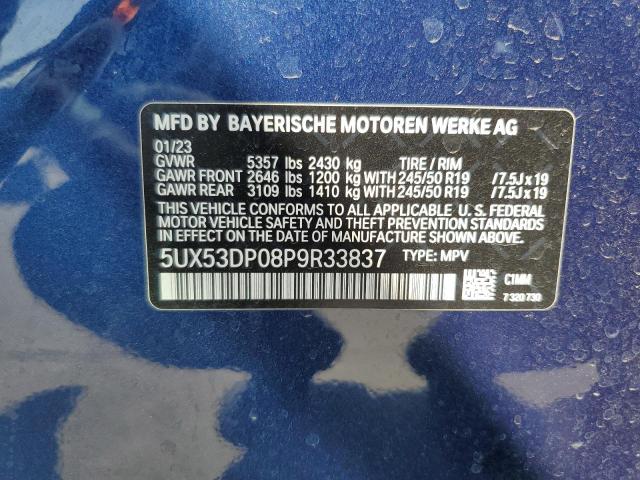 MFD BY BAYERISCHE MOTOREN WERKE AG
01/23
GVWR 5357 lbs 2430 kg TIRE / RIM
GAWR FRONT 2646 lbs 1200 kg WITH 245/50 R19 /7.5J x 19
GAWR REAR 3109 lbs 1410 kg WITH 245/50 R19 /7.5J x 19
THIS VEHICLE CONFORMS TO ALL APPLICABLE U. S. FEDERAL
MOTOR VEHICLE SAFETY AND THEFT PREVENTION STANDARDS
IN EFFECT ON THE DATE OF MANUFACTURE SHOWN ABOVE.
5UX53DP08P9R33837 TYPE: MPV
C1MM
7 320 730